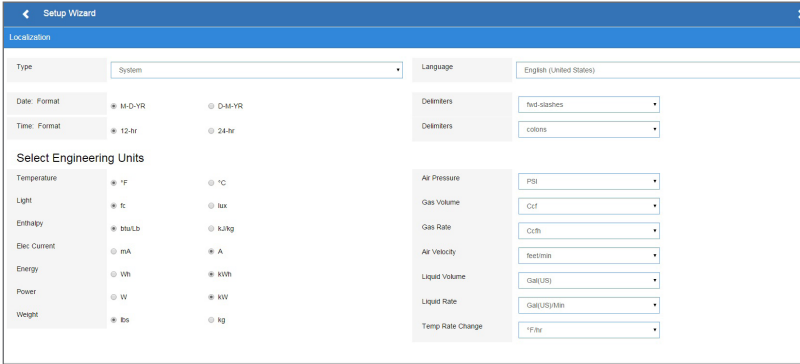 Setup Wizard
Localization
Type System Language English (United States)
Date: Format M-D-YR D-M-YR Delimiters fwd-slashes
Time: Format 12-hr 24-hr Delimiters colons
Select Engineering Units
Temperature °F °C Air Pressure PSI
Light fc lux Gas Volume Ccf
Enthalpy btu/Lb kJ/kg Gas Rate Ccfh
Elec Current mA A Air Velocity feet/min
Energy Wh kWh Liquid Volume Gal(US)
Power W kW Liquid Rate Gal(US)/Min
Weight lbs kg Temp Rate Change °F/hr